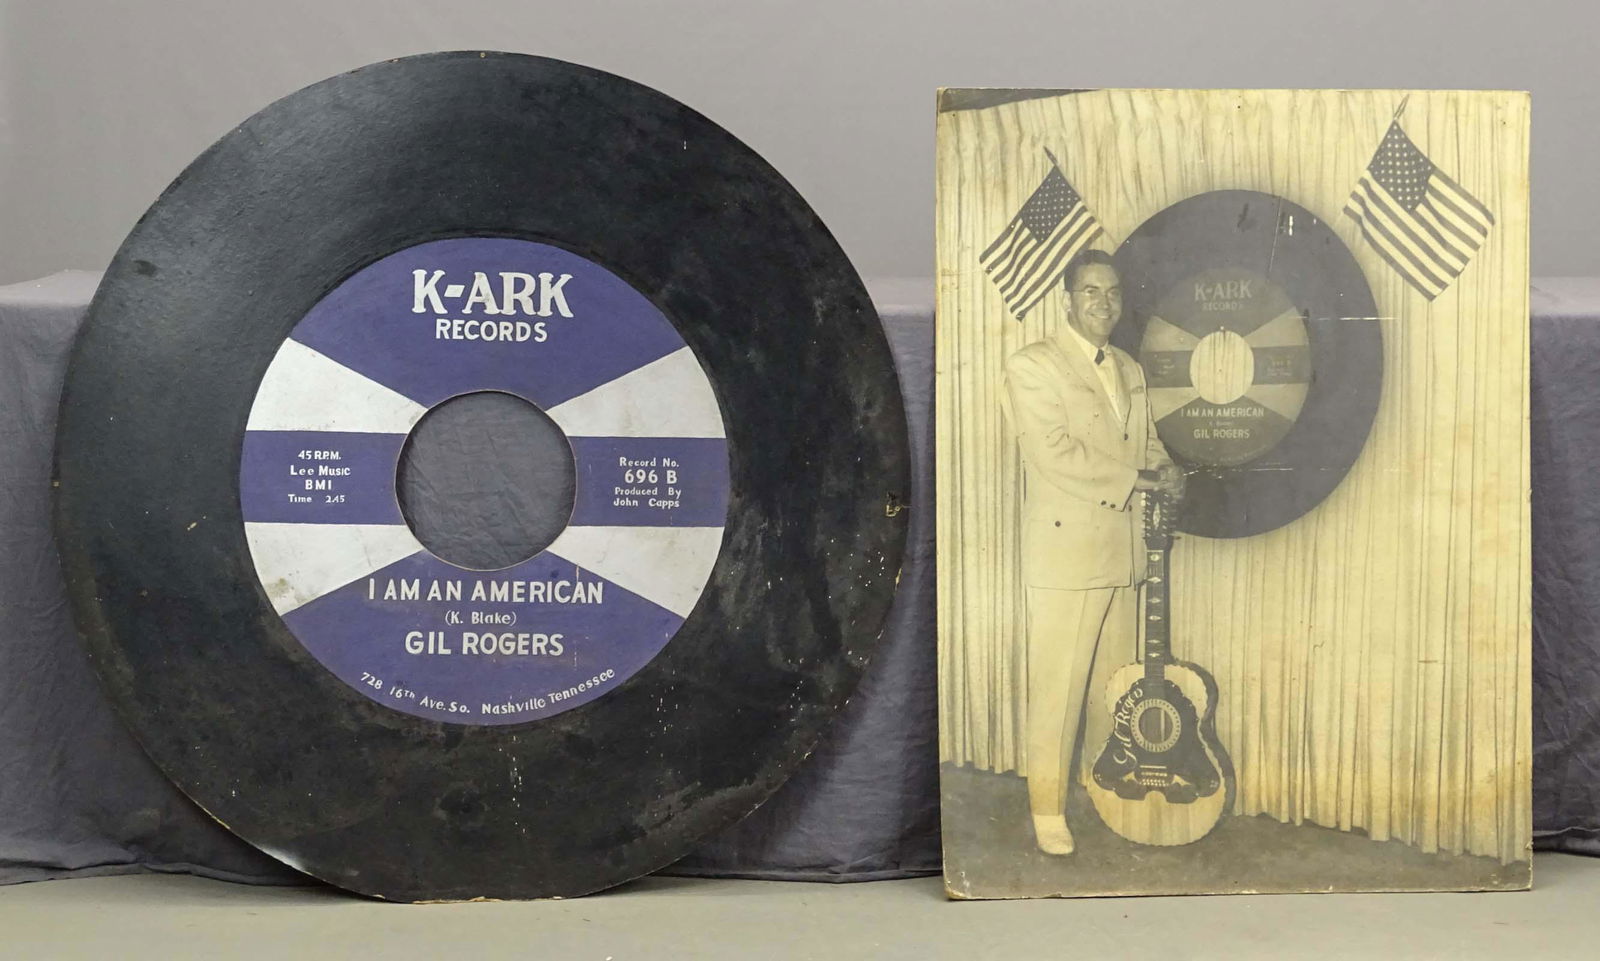 K-ARK
RECORDS
45 R.P.M.
Lee Music
BMI
Time 2:45
Record No.
696 B
Produced By
John Capps
I AM AN AMERICAN
(K. Blake)
GIL ROGERS
728 16Th Ave. So. Nashville Tennessee
K-ARK
RECORDS
I AM AN AMERICAN
GIL ROGERS
Gil Rogers